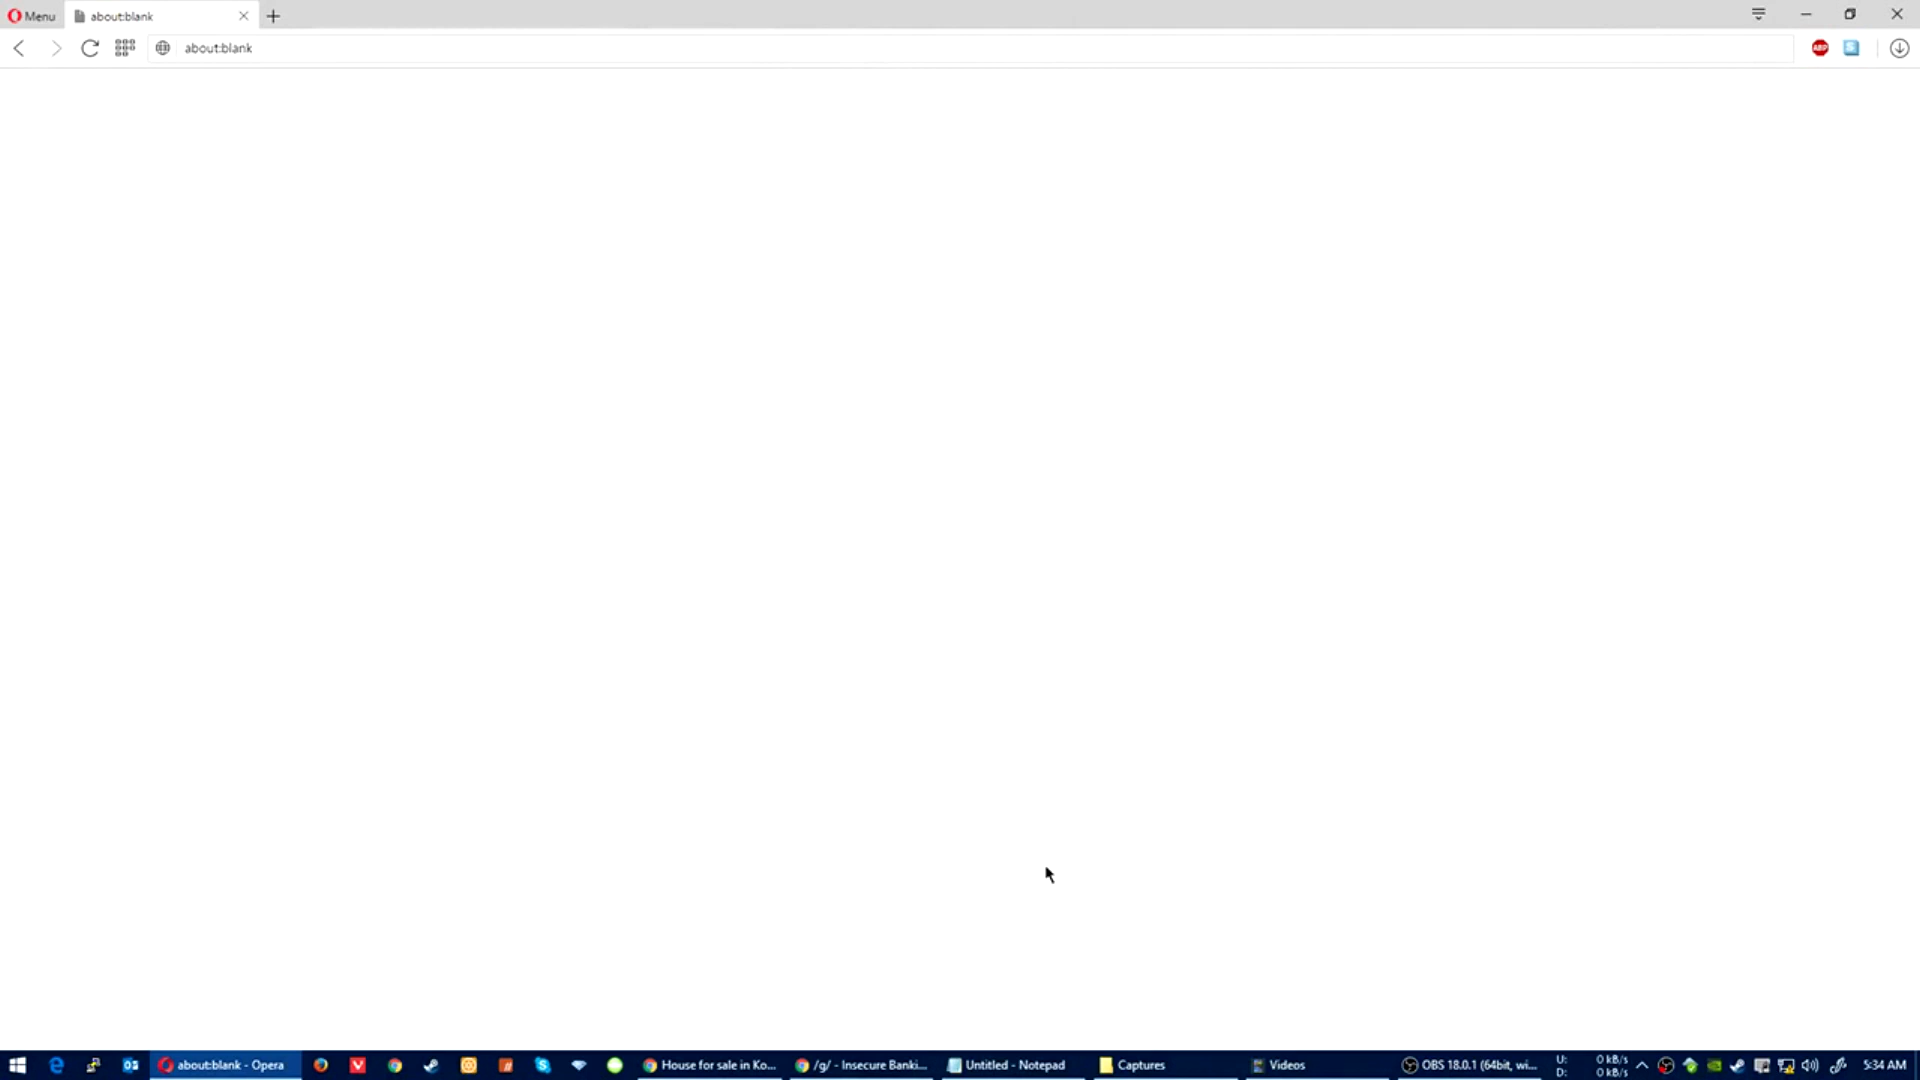 Menu
about:blank
about:blank
ABP
about:blank - Opera
House for sale in Ko...
/g/ - Insecure Banki...
Untitled - Notepad
Captures
Videos
OBS 18.0.1 (64bit, wi...
U: 0 kB/s
D: 0 kB/s
5:34 AM